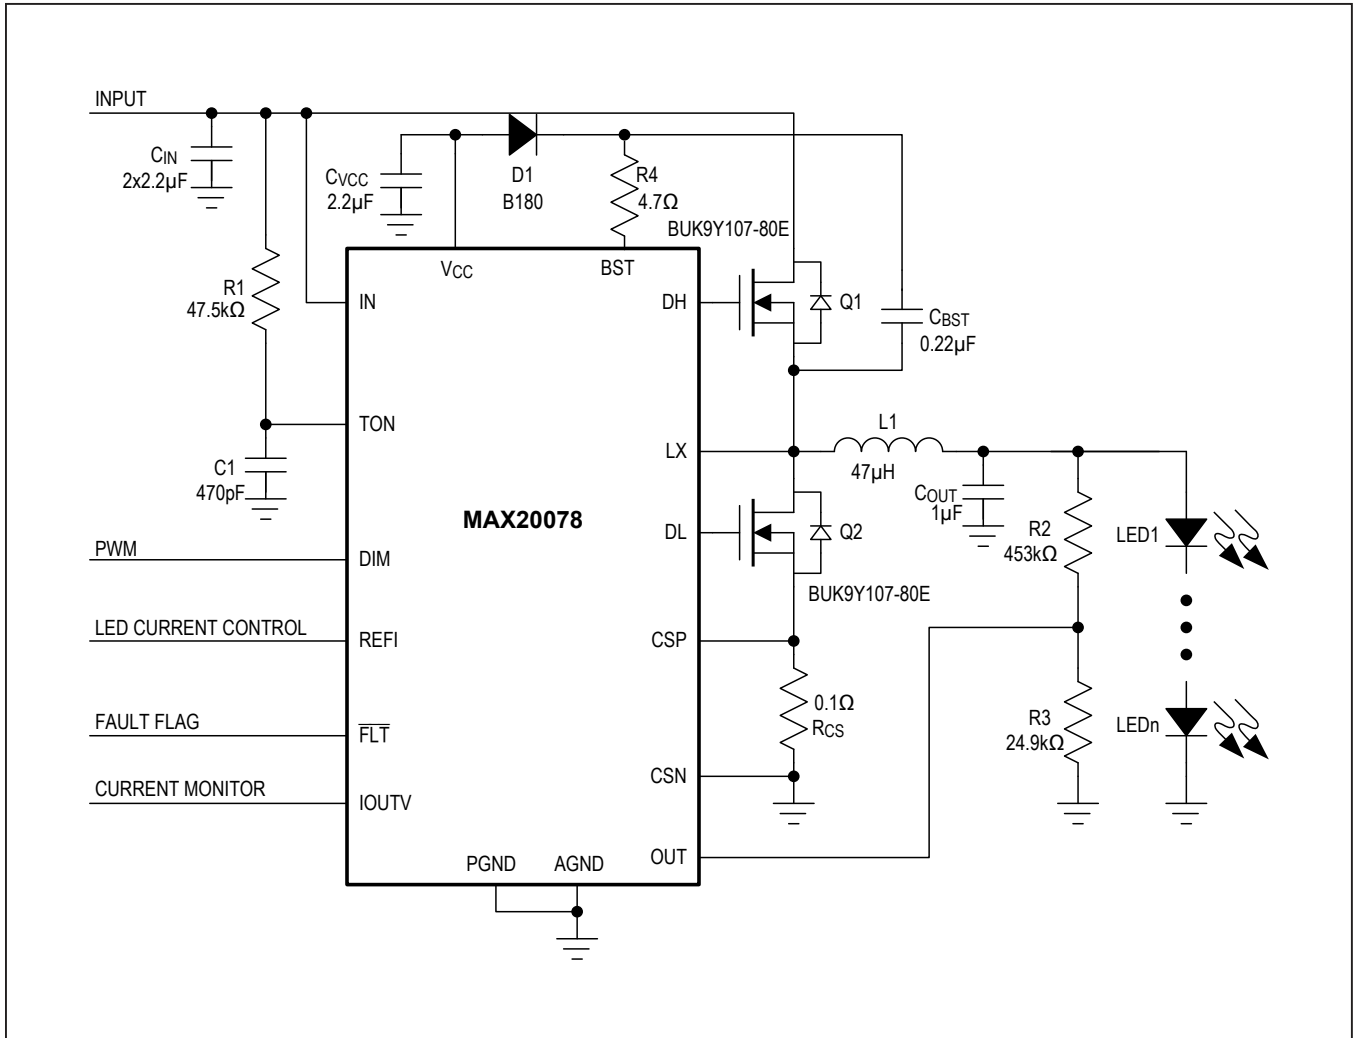 INPUT
CIN
2x2.2µF
CVCC
2.2µF
D1
B180
R4
4.7Ω
BUK9Y107-80E
VCC
BST
R1
47.5kΩ
IN
DH
Q1
CBST
0.22µF
TON
C1
470pF
LX
L1
47µH
COUT
1µF
MAX20078
DL
Q2
BUK9Y107-80E
R2
453kΩ
LED1
PWM
DIM
LED CURRENT CONTROL
REFI
CSP
0.1Ω
RCS
R3
24.9kΩ
LEDn
FAULT FLAG
FLT
CSN
CURRENT MONITOR
IOUTV
OUT
PGND
AGND